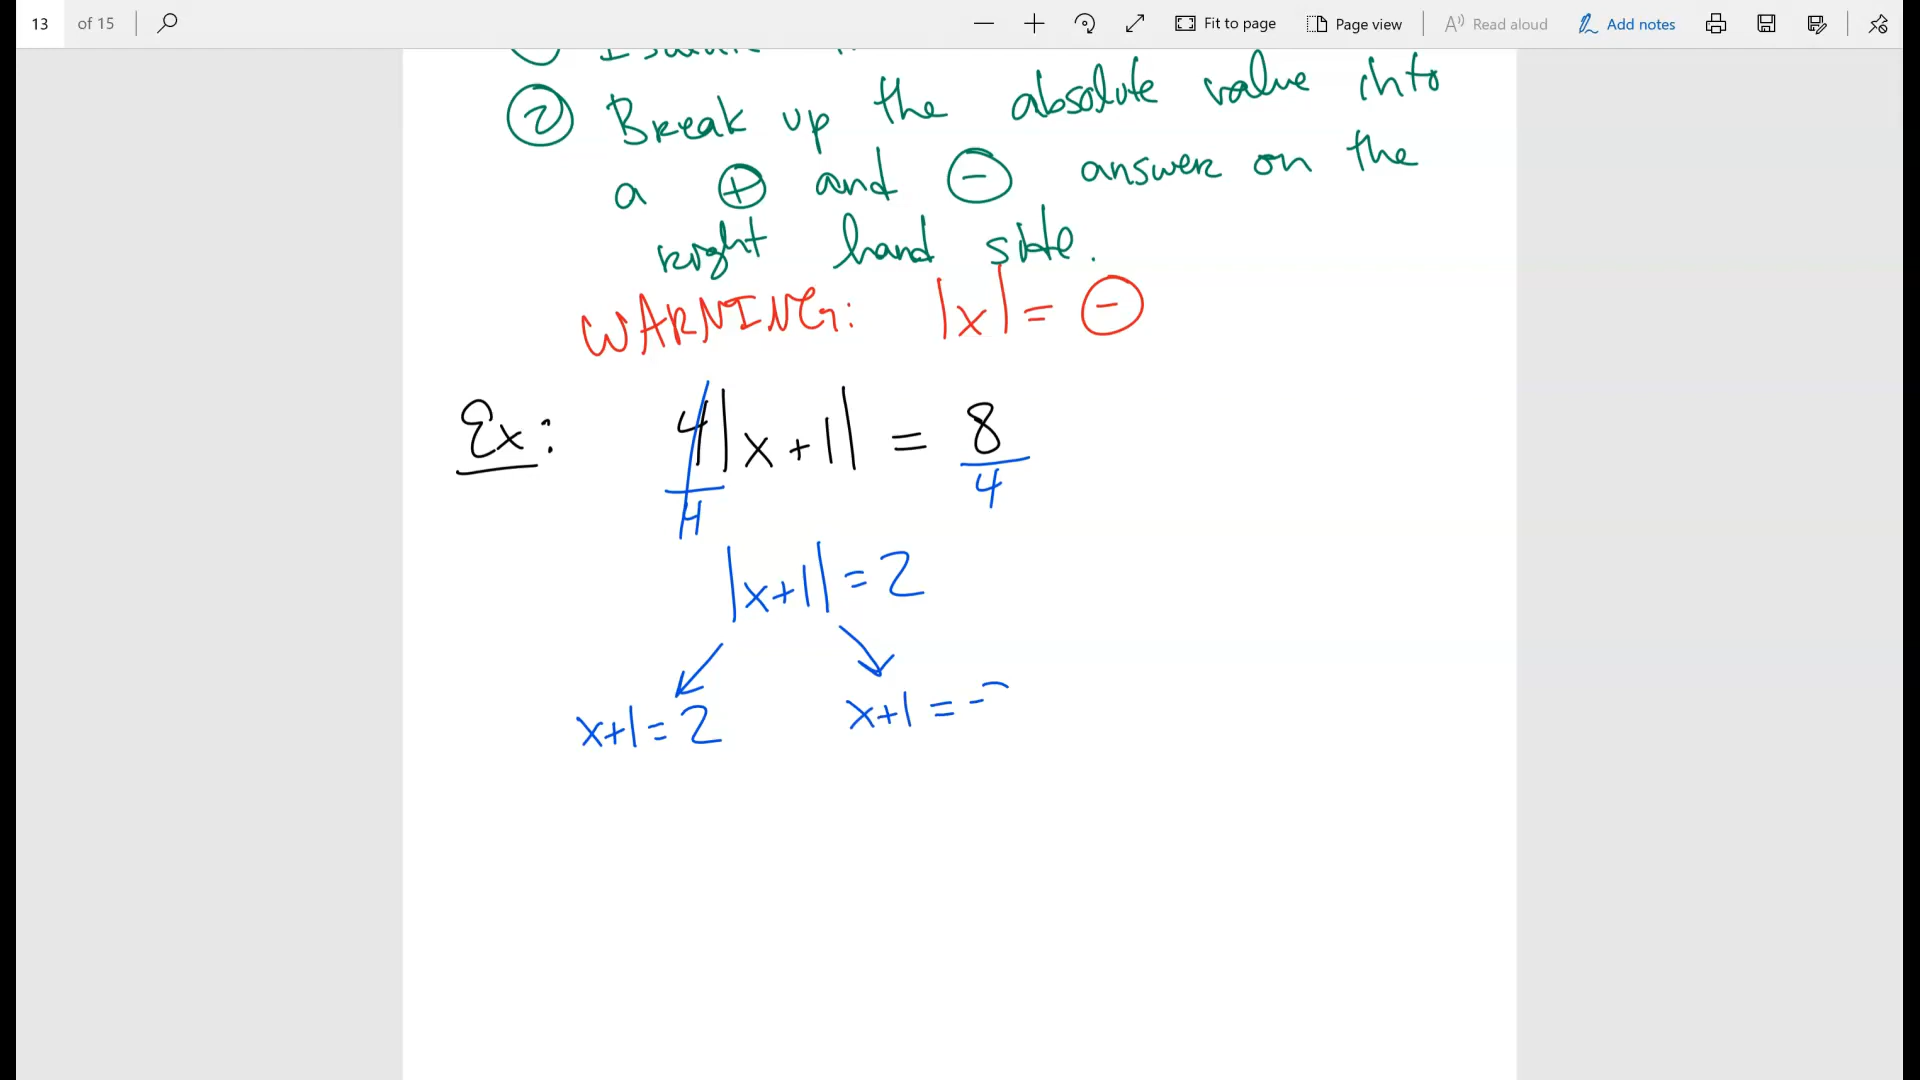 13 of 15 Fit to page Page view Read aloud Add notes
② Break up the absolute value into
a ⊕ and ⊖ answer on the
right hand side.
WARNING: |x| = ⊖
Ex: 4|x+1| = 8
4 4
|x+1| = 2
x+1 = 2 x+1 = -